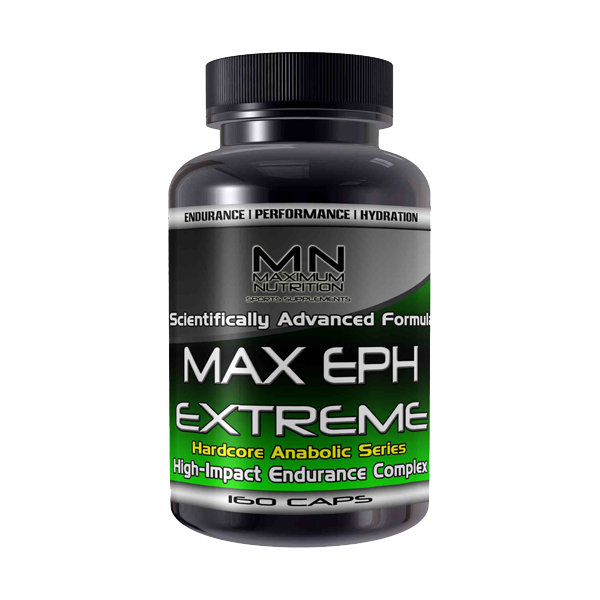 ENDURANCE | PERFORMANCE | HYDRATION
MN
MAXIMUM
NUTRITION
SPORTS SUPPLEMENTS
Scientifically Advanced Formula
MAX EPH
EXTREME
Hardcore Anabolic Series
High-Impact Endurance Complex
160 CAPS